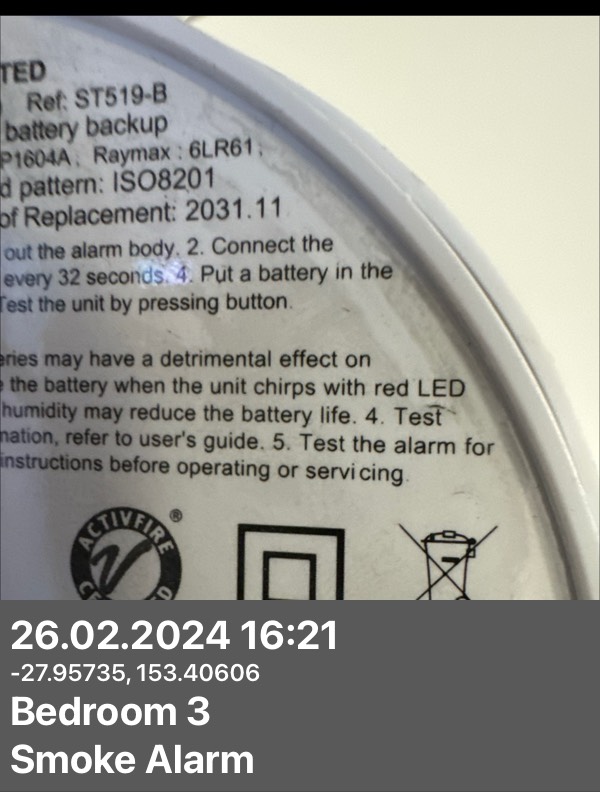 TED
Ref: ST519-B
battery backup
P1604A, Raymax : 6LR61,
d pattern: ISO8201
of Replacement: 2031.11
out the alarm body. 2. Connect the
every 32 seconds. 4. Put a battery in the
Test the unit by pressing button.
eries may have a detrimental effect on
the battery when the unit chirps with red LED
humidity may reduce the battery life. 4. Test
nation, refer to user's guide. 5. Test the alarm for
instructions before operating or servicing.
ACTIVFIRE ®
26.02.2024 16:21
-27.95735, 153.40606
Bedroom 3
Smoke Alarm